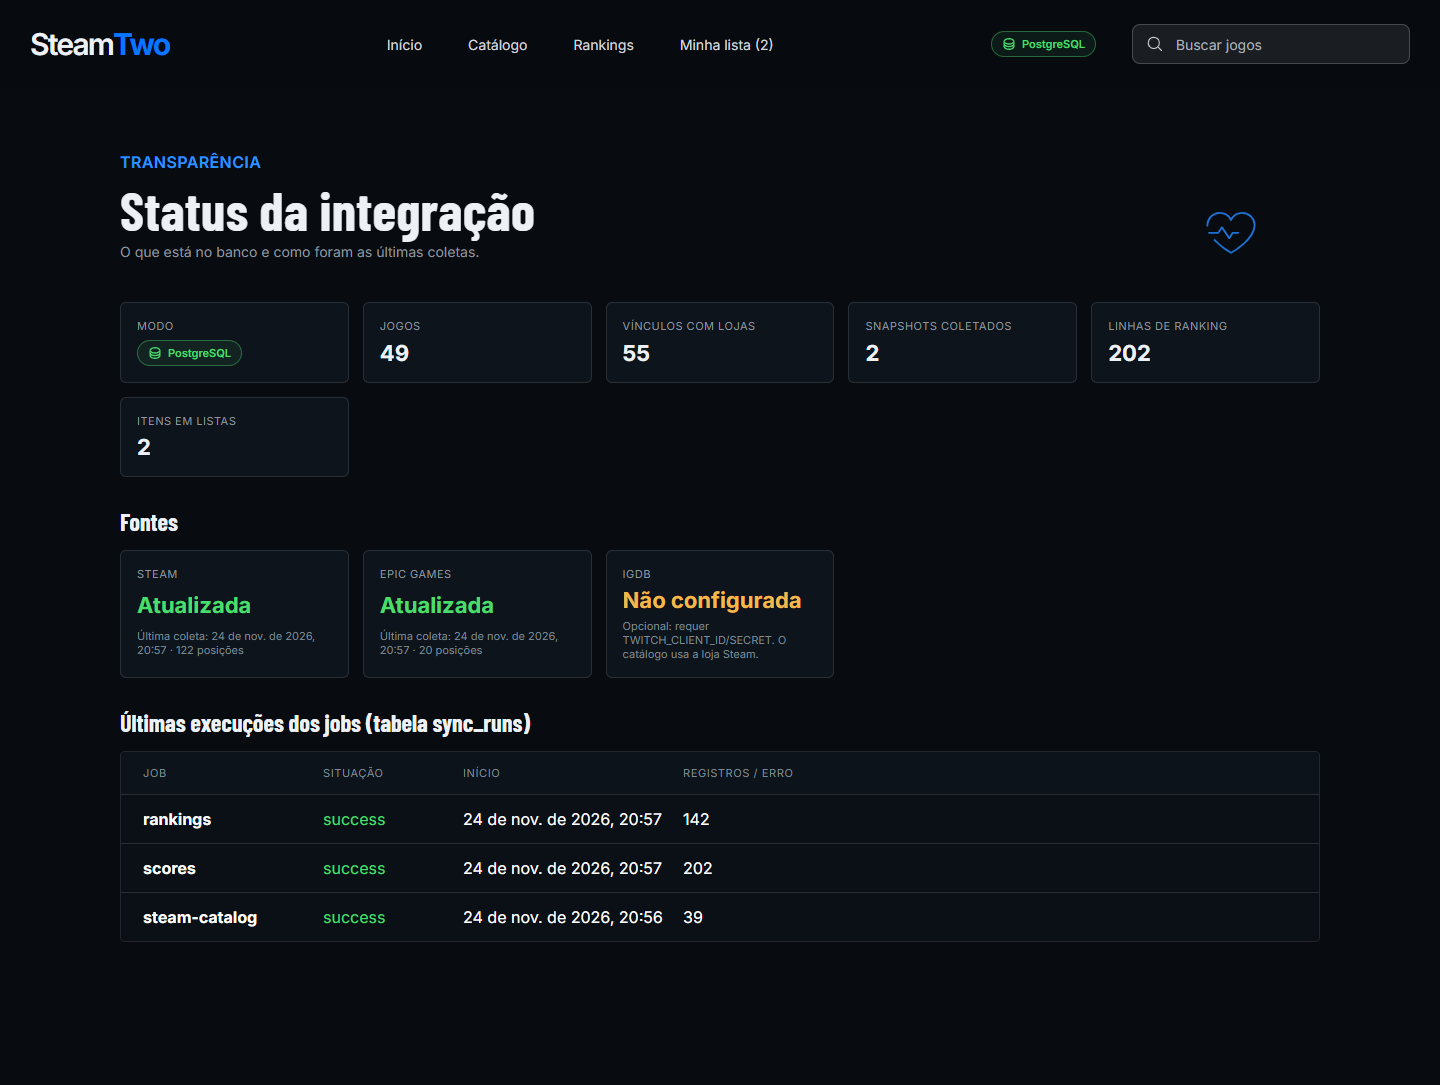 SteamTwo
Início
Catálogo
Rankings
Minha lista (2)
PostgreSQL
Buscar jogos
TRANSPARÊNCIA
Status da integração
O que está no banco e como foram as últimas coletas.
MODO
PostgreSQL
JOGOS
49
VÍNCULOS COM LOJAS
55
SNAPSHOTS COLETADOS
2
LINHAS DE RANKING
202
ITENS EM LISTAS
2
Fontes
STEAM
Atualizada
Última coleta: 24 de nov. de 2026,
20:57 · 122 posições
EPIC GAMES
Atualizada
Última coleta: 24 de nov. de 2026,
20:57 · 20 posições
IGDB
Não configurada
Opcional: requer
TWITCH_CLIENT_ID/SECRET. O
catálogo usa a loja Steam.
Últimas execuções dos jobs (tabela sync_runs)
JOB SITUAÇÃO INÍCIO REGISTROS / ERRO
rankings success 24 de nov. de 2026, 20:57 142
scores success 24 de nov. de 2026, 20:57 202
steam-catalog success 24 de nov. de 2026, 20:56 39